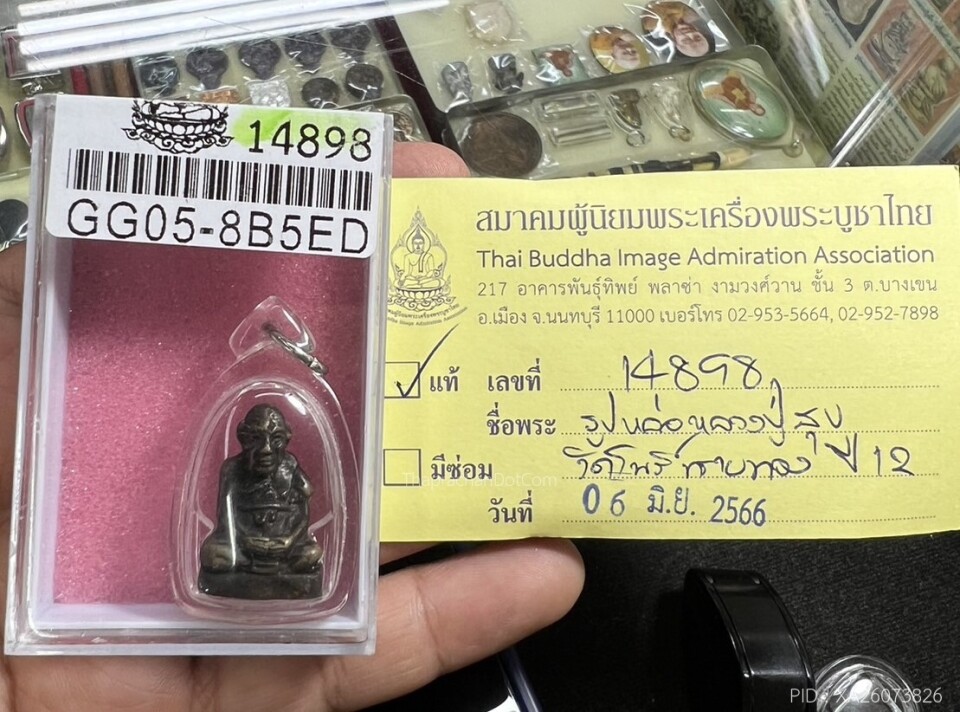 14898
GG05-8B5ED
สมาคมผู้นิยมพระเครื่องพระบูชาไทย
Thai Buddha Image Admiration Association
217 อาคารพันธุ์ทิพย์ พลาซ่า งามวงศ์วาน ชั้น 3 ต.บางเขน
อ.เมือง จ.นนทบุรี 11000 เบอร์โทร 02-953-5664, 02-952-7898
แท้ เลขที่ 14898
ชื่อพระ รูปหล่อหลวงปู่สุข
มีซ่อม วัดโพธิ์ทรายทอง ปี 12
วันที่ 06 มิ.ย. 2566